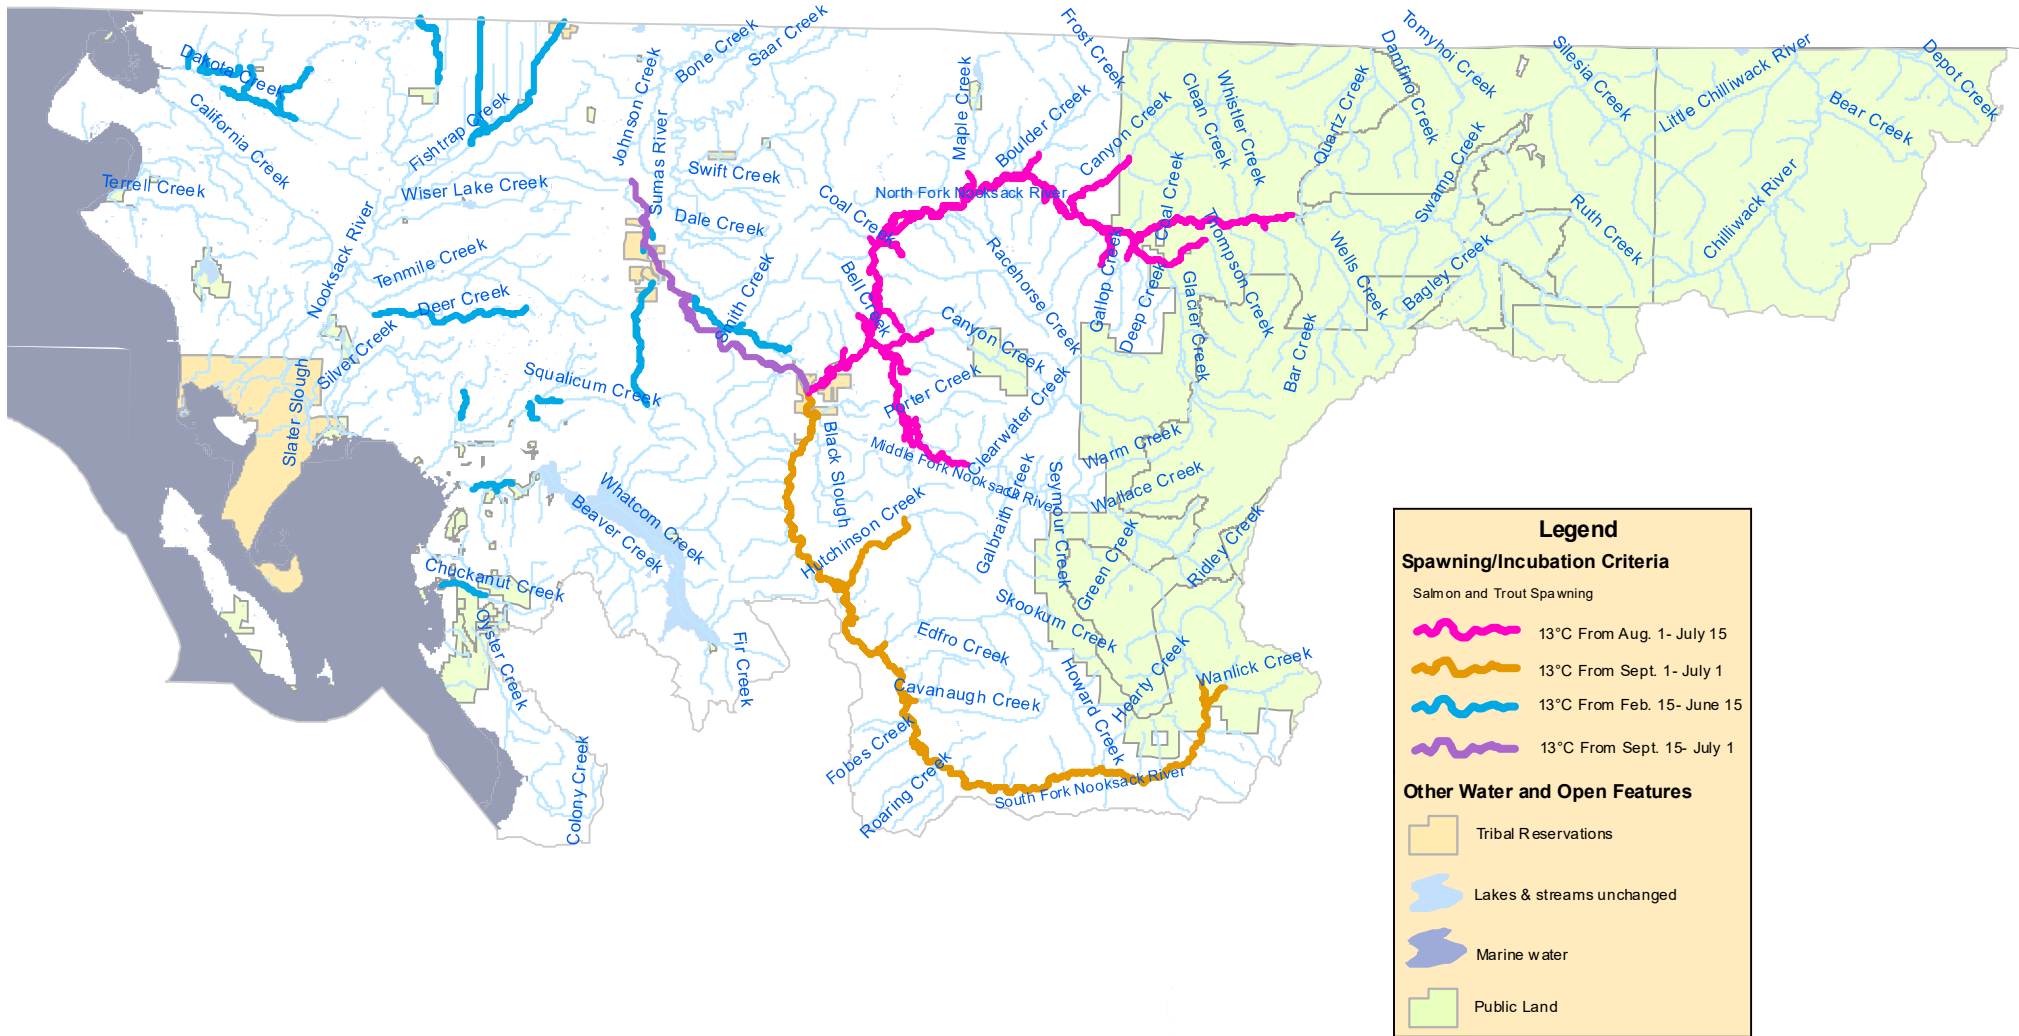 Dakota Creek
California Creek
Terrell Creek
Fishtrap Creek
Wiser Lake Creek
Nooksack River
Tenmile Creek
Deer Creek
Silver Creek
Slater Slough
Squalicum Creek
Johnson Creek
Sumas River
Bone Creek
Saar Creek
Swift Creek
Dale Creek
Smith Creek
Coal Creek
Bell Creek
Maple Creek
Boulder Creek
Frost Creek
Canyon Creek
North Fork Nooksack River
Racehorse Creek
Canyon Creek
Porter Creek
Clearwater Creek
Middle Fork Nooksack River
Black Slough
Hutchinson Creek
Galbraith Creek
Seymour Creek
Warm Creek
Wallace Creek
Green Creek
Ridley Creek
Skookum Creek
Edfro Creek
Cavanaugh Creek
Howard Creek
Hearty Creek
Wanlick Creek
Fobes Creek
Roaring Creek
South Fork Nooksack River
Whatcom Creek
Beaver Creek
Chuckanut Creek
Oyster Creek
Fir Creek
Colony Creek
Clean Creek
Whistler Creek
Coal Creek
Gallop Creek
Deep Creek
Glacier Creek
Thompson Creek
Bar Creek
Wells Creek
Bagley Creek
Swamp Creek
Quartz Creek
Damfino Creek
Tomyhoi Creek
Silesia Creek
Ruth Creek
Little Chilliwack River
Chilliwack River
Bear Creek
Depot Creek
Legend
Spawning/Incubation Criteria
Salmon and Trout Spawning
13°C From Aug. 1- July 15
13°C From Sept. 1- July 1
13°C From Feb. 15- June 15
13°C From Sept. 15- July 1
Other Water and Open Features
Tribal Reservations
Lakes & streams unchanged
Marine water
Public Land